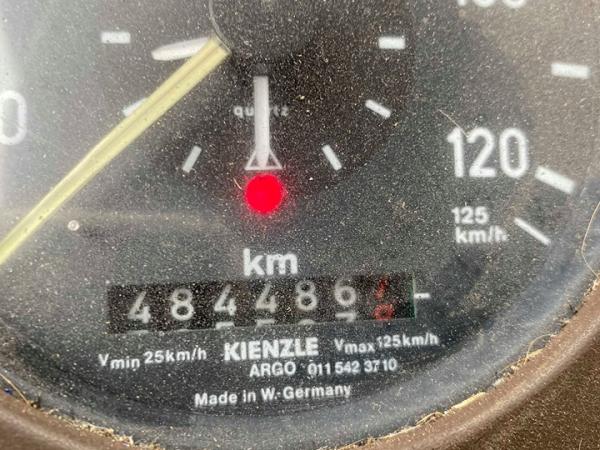 quartz
120
125
km/h
km
484486
Vmin 25km/h KIENZLE Vmax 125km/h
ARGO 011 542 3710
Made in W.-Germany